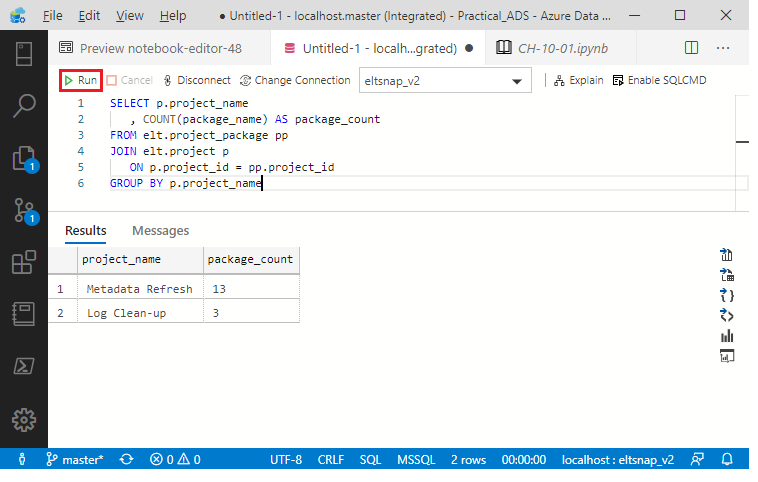 File Edit View Help ● Untitled-1 - localhost.master (Integrated) - Practical_ADS - Azure Data ...
Preview notebook-editor-48 Untitled-1 - localh...grated) ● CH-10-01.ipynb ...
Run Cancel Disconnect Change Connection eltsnap_v2 Explain Enable SQLCMD
1 SELECT p.project_name
2 , COUNT(package_name) AS package_count
3 FROM elt.project_package pp
4 JOIN elt.project p
5 ON p.project_id = pp.project_id
6 GROUP BY p.project_name
1
1
Results Messages
project_name package_count
1 Metadata Refresh 13
2 Log Clean-up 3
master* 0 0 UTF-8 CRLF SQL MSSQL 2 rows 00:00:00 localhost : eltsnap_v2